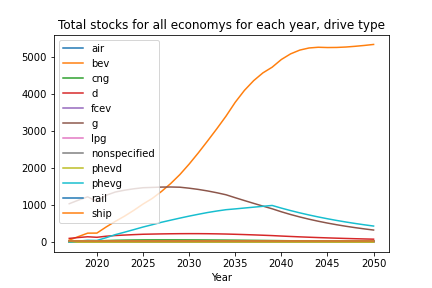 Total stocks for all economys for each year, drive type
5000
4000
3000
2000
1000
0
air
bev
cng
d
fcev
g
lpg
nonspecified
phevd
phevg
rail
ship
2020 2025 2030 2035 2040 2045 2050
Year